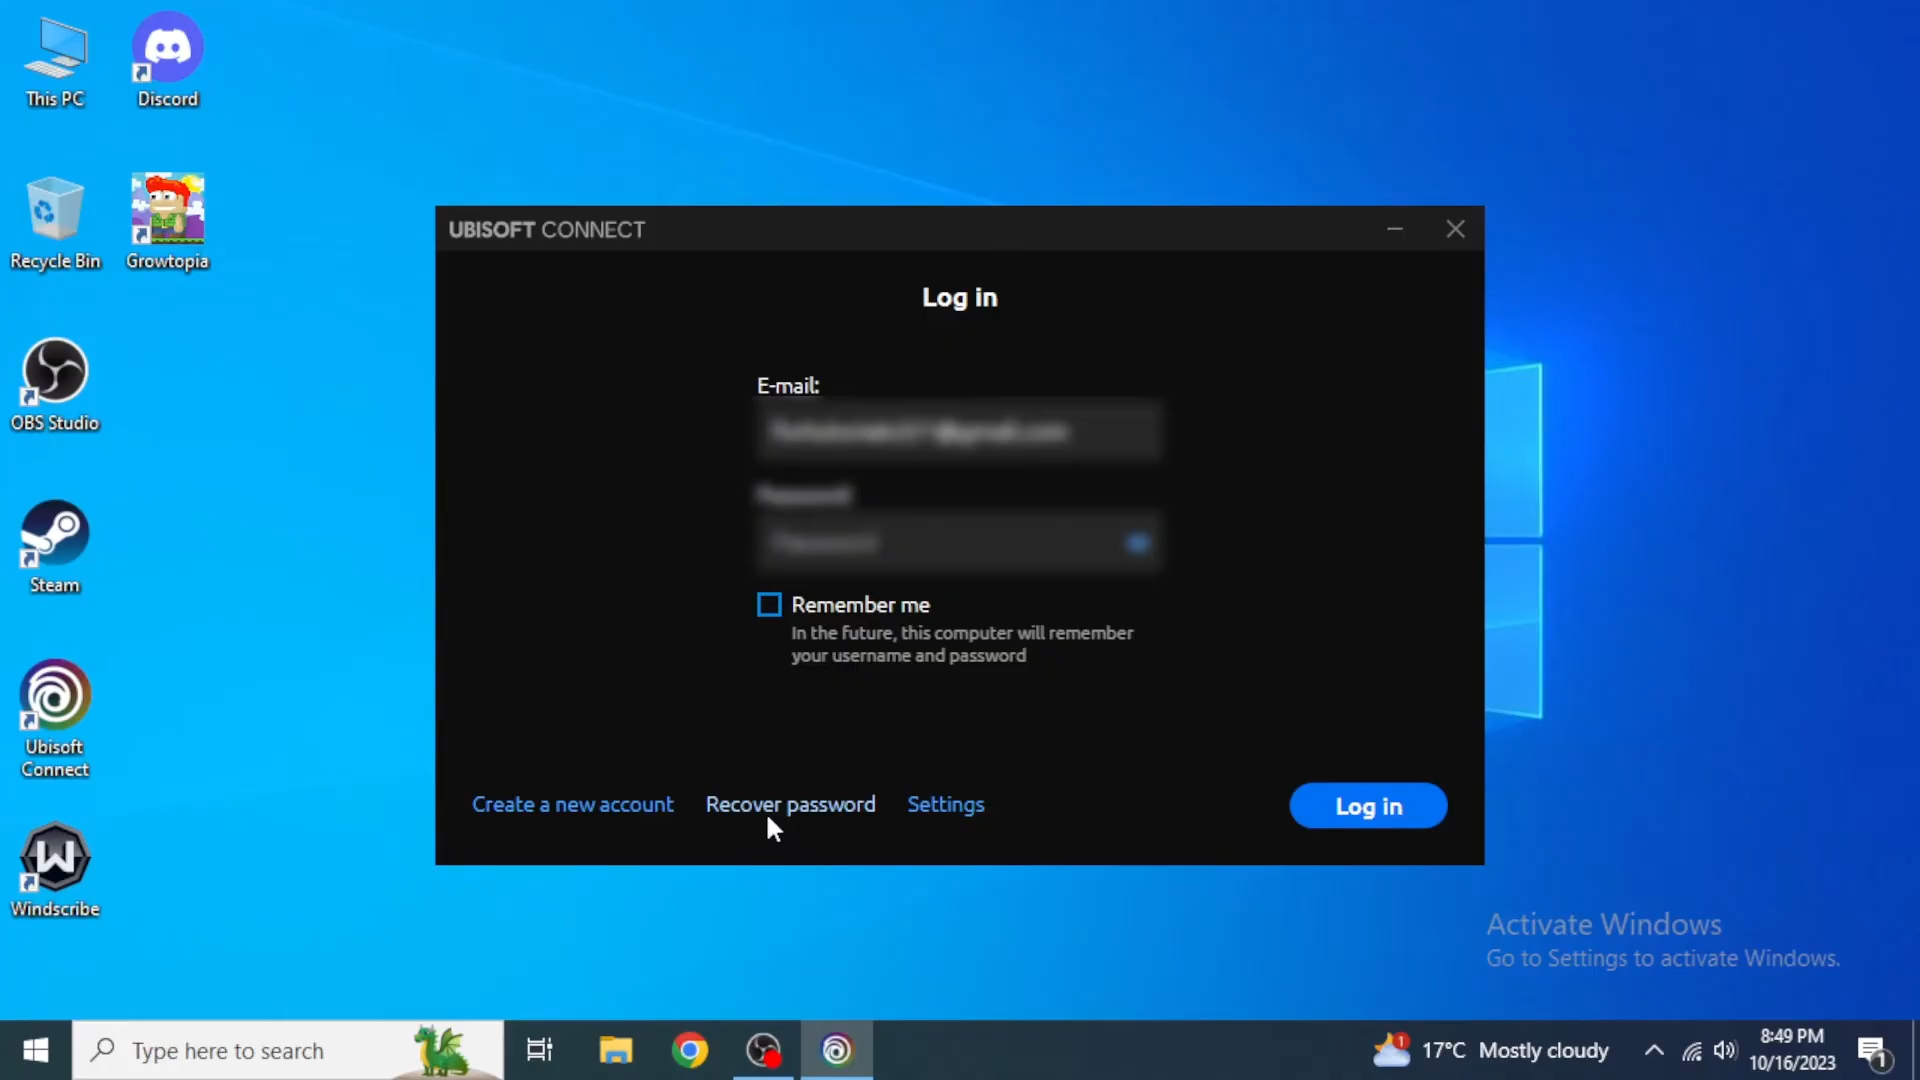 This PC
Discord
Recycle Bin
Growtopia
OBS Studio
Steam
Ubisoft
Connect
Windscribe
UBISOFT CONNECT
Log in
E-mail:
Remember me
In the future, this computer will remember
your username and password
Create a new account
Recover password
Settings
Log in
Activate Windows
Go to Settings to activate Windows.
Type here to search
1
17°C Mostly cloudy
8:49 PM
10/16/2023
1